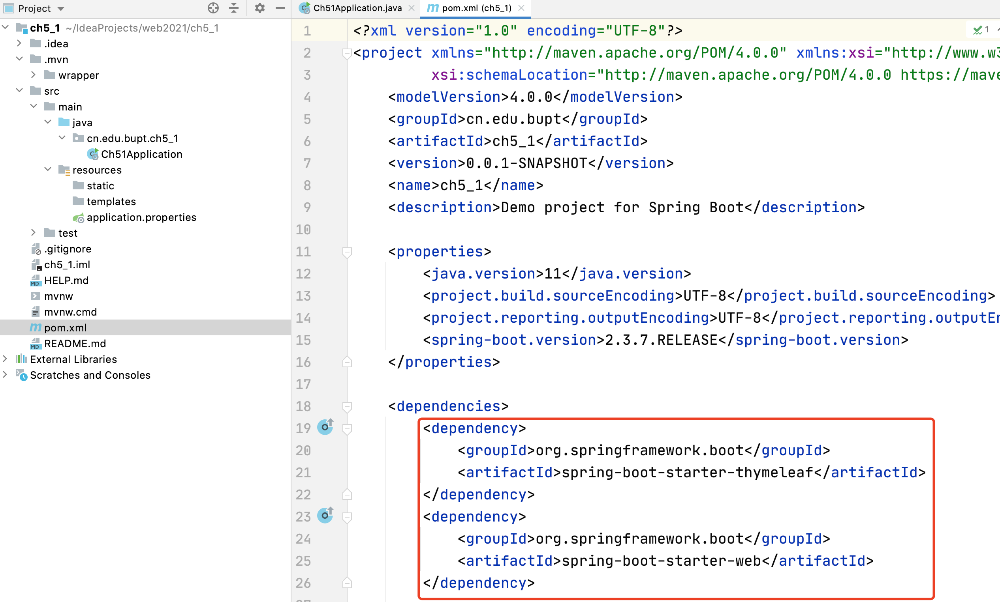 Project
ch5_1 ~/IdeaProjects/web2021/ch5_1
.idea
.mvn
wrapper
src
main
java
cn.edu.bupt.ch5_1
Ch51Application
resources
static
templates
application.properties
test
.gitignore
ch5_1.iml
HELP.md
mvnw
mvnw.cmd
pom.xml
README.md
External Libraries
Scratches and Consoles
Ch51Application.java
pom.xml (ch5_1)
1 <?xml version="1.0" encoding="UTF-8"?>
1
2 <project xmlns="http://maven.apache.org/POM/4.0.0" xmlns:xsi="http://www.w3
3 xsi:schemaLocation="http://maven.apache.org/POM/4.0.0 https://mave
4 <modelVersion>4.0.0</modelVersion>
5 <groupId>cn.edu.bupt</groupId>
6 <artifactId>ch5_1</artifactId>
7 <version>0.0.1-SNAPSHOT</version>
8 <name>ch5_1</name>
9 <description>Demo project for Spring Boot</description>
10
11 <properties>
12 <java.version>11</java.version>
13 <project.build.sourceEncoding>UTF-8</project.build.sourceEncoding>
14 <project.reporting.outputEncoding>UTF-8</project.reporting.outputEn
15 <spring-boot.version>2.3.7.RELEASE</spring-boot.version>
16 </properties>
17
18 <dependencies>
19 <dependency>
20 <groupId>org.springframework.boot</groupId>
21 <artifactId>spring-boot-starter-thymeleaf</artifactId>
22 </dependency>
23 <dependency>
24 <groupId>org.springframework.boot</groupId>
25 <artifactId>spring-boot-starter-web</artifactId>
26 </dependency>